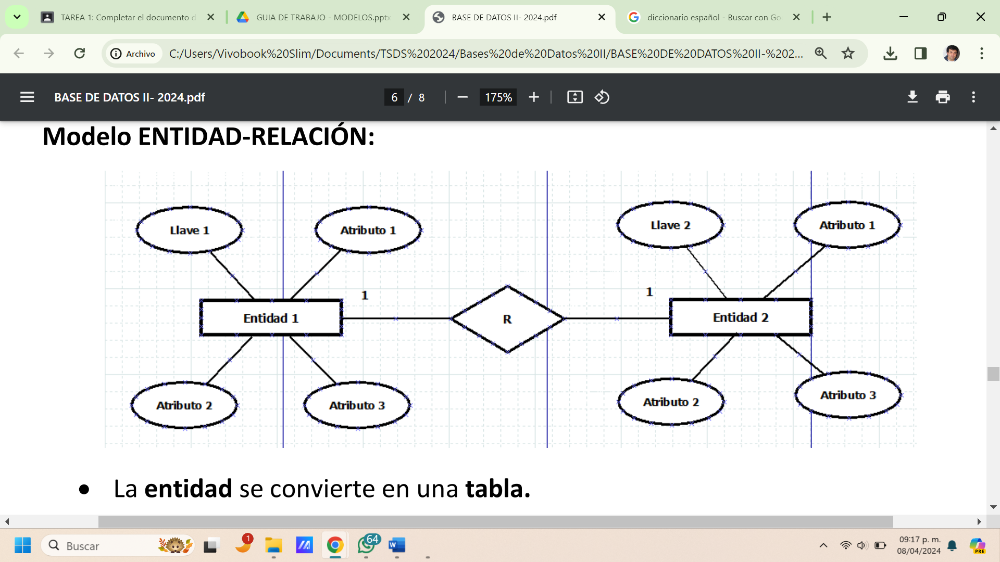 TAREA 1: Completar el documento d
GUIA DE TRABAJO - MODELOS.pptx
BASE DE DATOS II- 2024.pdf
diccionario español - Buscar con Go
Archivo
C:/Users/Vivobook%20Slim/Documents/TSDS%202024/Bases%20de%20Datos%20II/BASE%20DE%20DATOS%20II-%202...
BASE DE DATOS II- 2024.pdf
6 / 8
175%
Modelo ENTIDAD-RELACIÓN:
Llave 1
Atributo 1
Llave 2
Atributo 1
1
1
Entidad 1
R
Entidad 2
Atributo 2
Atributo 3
Atributo 2
Atributo 3
● La entidad se convierte en una tabla.
Buscar
1
64
W
09:17 p. m.
08/04/2024
PRE